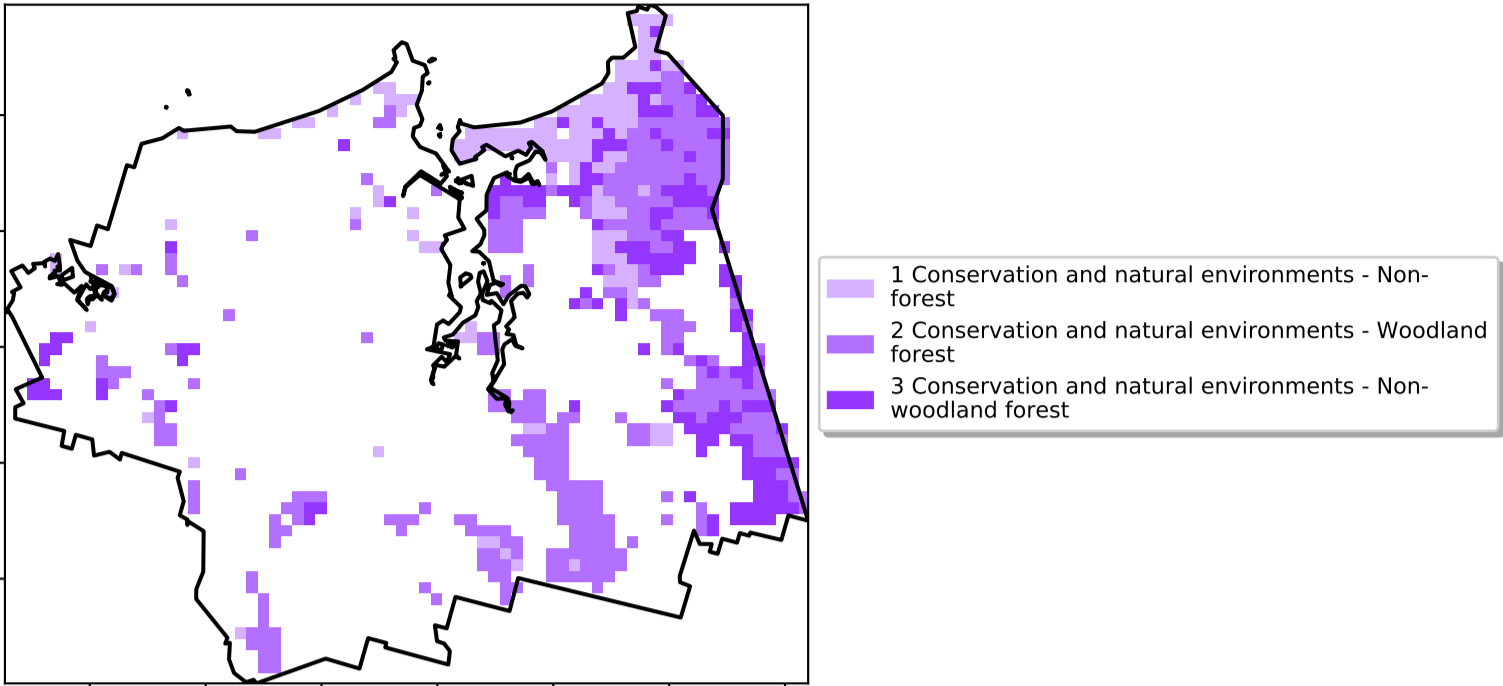 1 Conservation and natural environments - Non-
forest
2 Conservation and natural environments - Woodland
forest
3 Conservation and natural environments - Non-
woodland forest